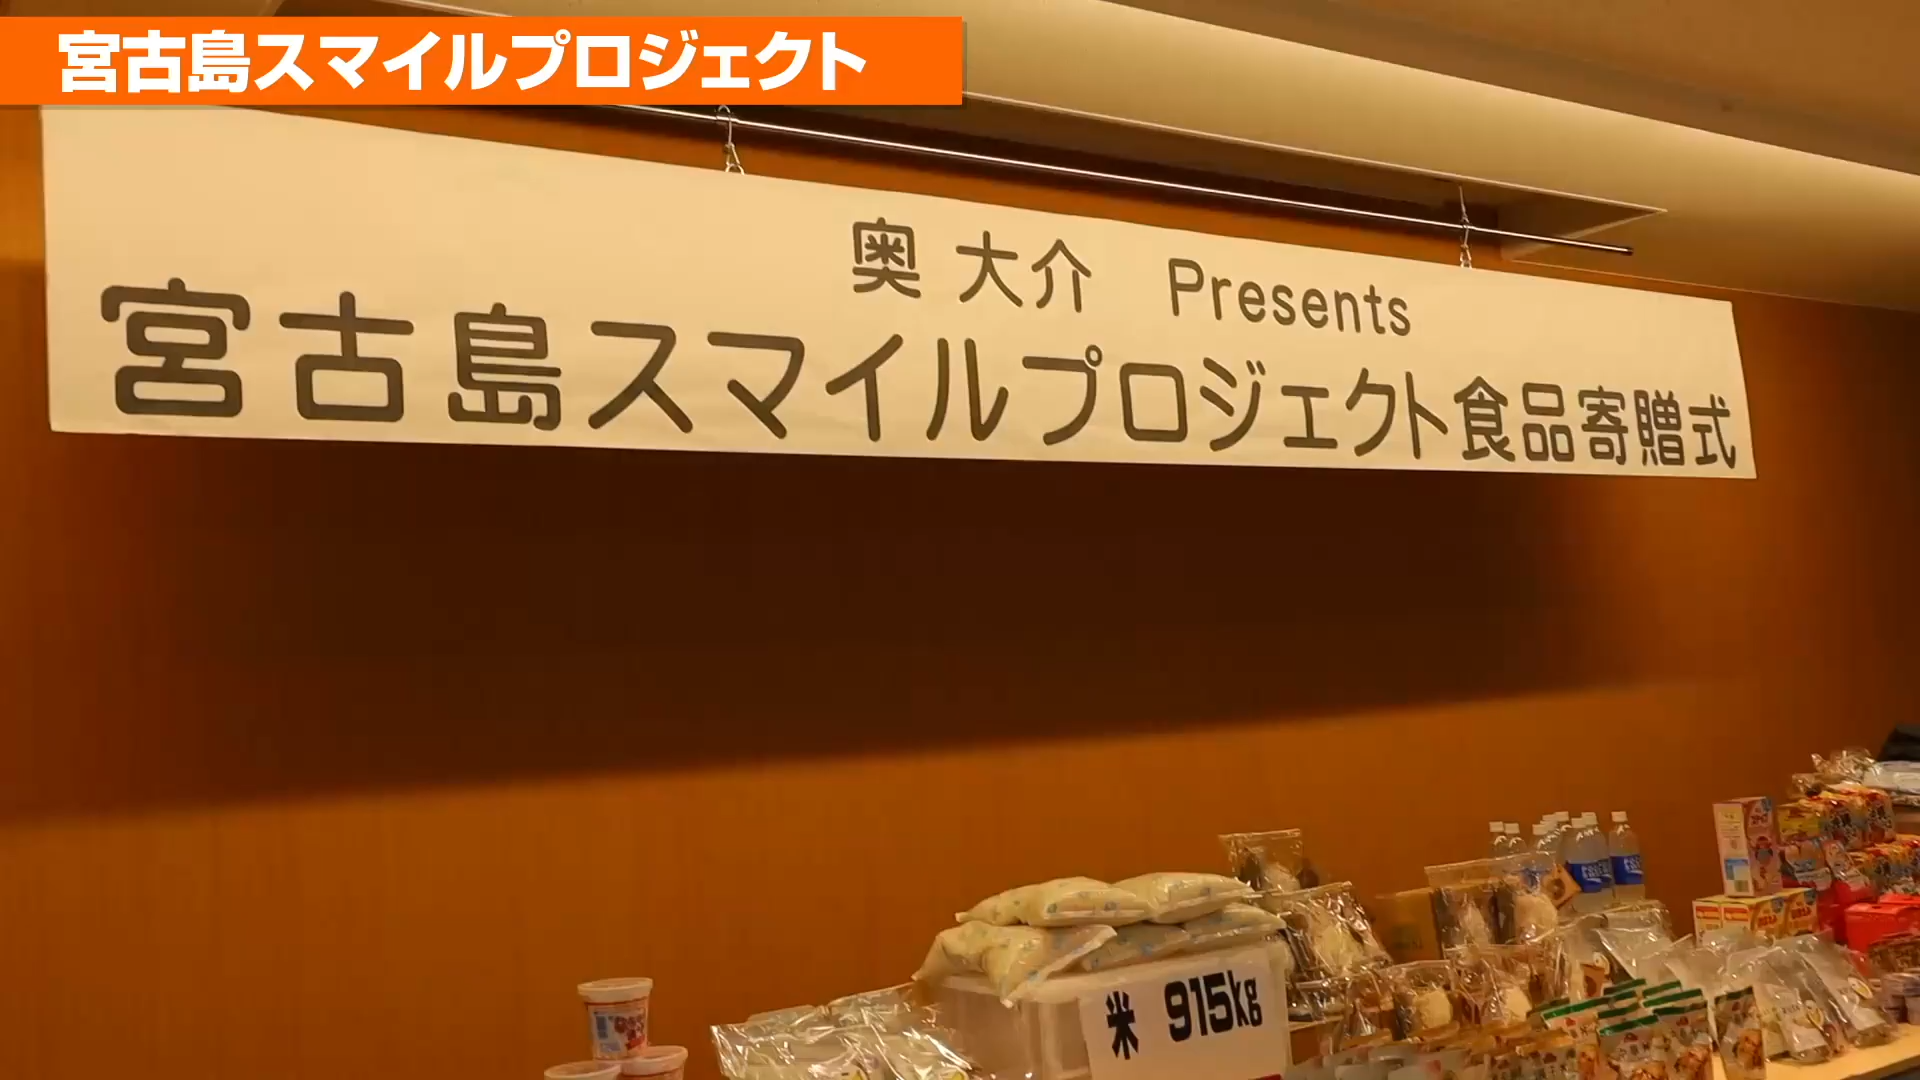 宮古島スマイルプロジェクト
奥 大介 Presents
宮古島スマイルプロジェクト食品寄贈式
米 915kg